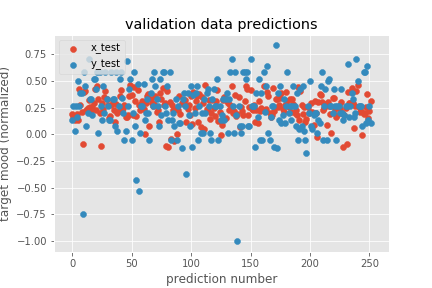 validation data predictions
x_test
y_test
target mood (normalized)
0.75
0.50
0.25
0.00
−0.25
−0.50
−0.75
−1.00
0
50
100
150
200
250
prediction number